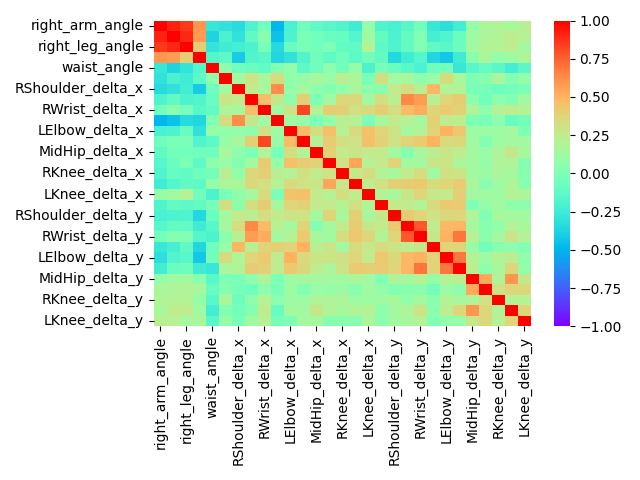 right_arm_angle
right_leg_angle
waist_angle
RShoulder_delta_x
RWrist_delta_x
LElbow_delta_x
MidHip_delta_x
RKnee_delta_x
LKnee_delta_x
RShoulder_delta_y
RWrist_delta_y
LElbow_delta_y
MidHip_delta_y
RKnee_delta_y
LKnee_delta_y
right_arm_angle
right_leg_angle
waist_angle
RShoulder_delta_x
RWrist_delta_x
LElbow_delta_x
MidHip_delta_x
RKnee_delta_x
LKnee_delta_x
RShoulder_delta_y
RWrist_delta_y
LElbow_delta_y
MidHip_delta_y
RKnee_delta_y
LKnee_delta_y
1.00
0.75
0.50
0.25
0.00
−0.25
−0.50
−0.75
−1.00